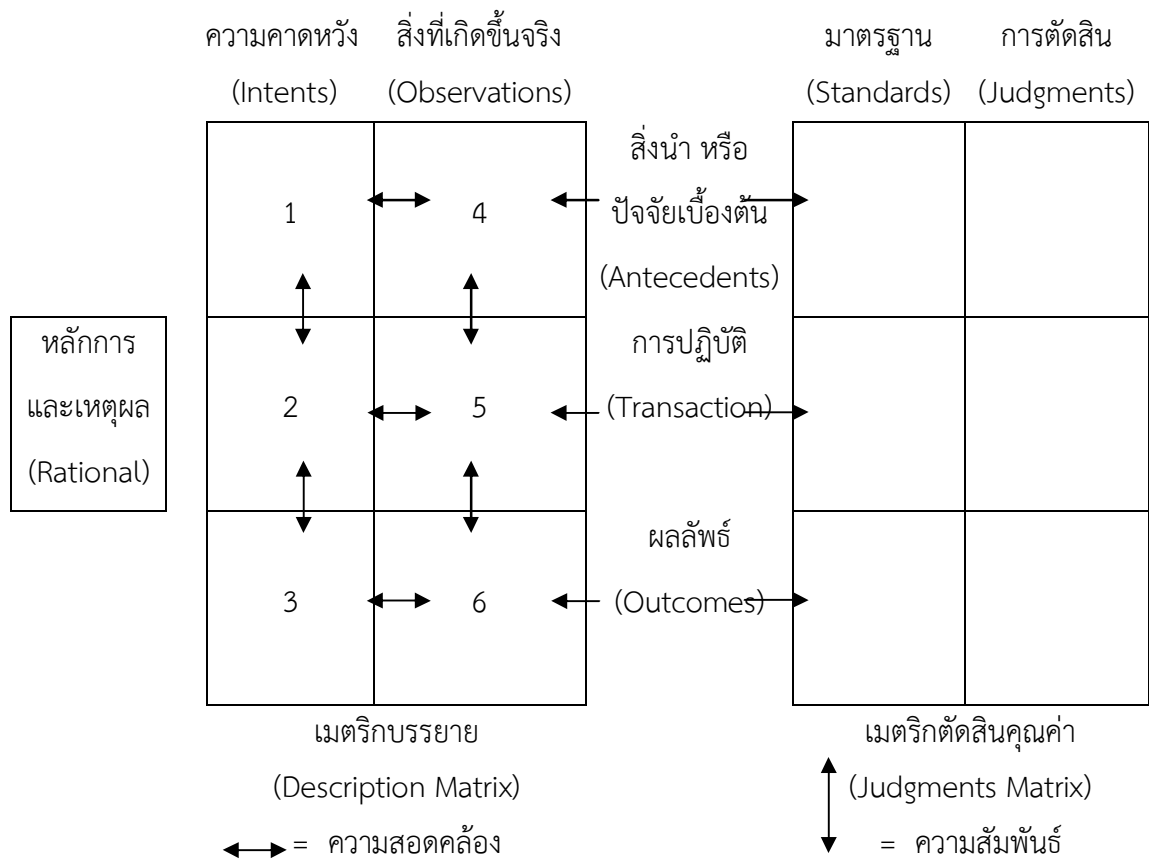 ความคาดหวัง สิ่งที่เกิดขึ้นจริง มาตรฐาน การตัดสิน
(Intents) (Observations) (Standards) (Judgments)
สิ่งนำ หรือ
1 4 ปัจจัยเบื้องต้น
(Antecedents)
หลักการ การปฏิบัติ
และเหตุผล 2 5 (Transaction)
(Rational)
ผลลัพธ์
3 6 (Outcomes)
เมตริกบรรยาย เมตริกตัดสินคุณค่า
(Description Matrix) (Judgments Matrix)
= ความสอดคล้อง = ความสัมพันธ์